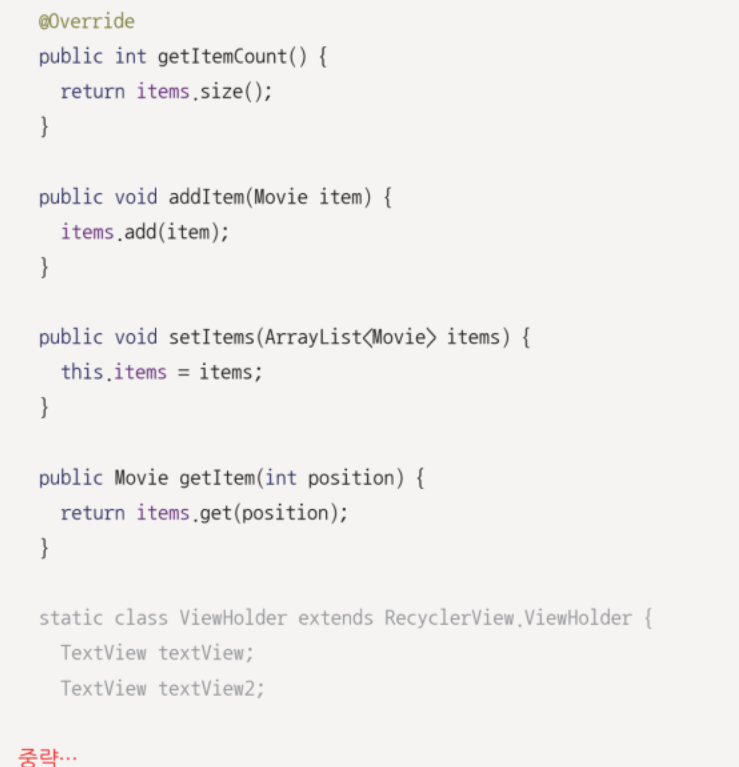 @Override
public int getItemCount() {
return items.size();
}
public void addItem(Movie item) {
items.add(item);
}
public void setItems(ArrayList<Movie> items) {
this.items = items;
}
public Movie getItem(int position) {
return items.get(position);
}
static class ViewHolder extends RecyclerView.ViewHolder {
TextView textView;
TextView textView2;
중략…